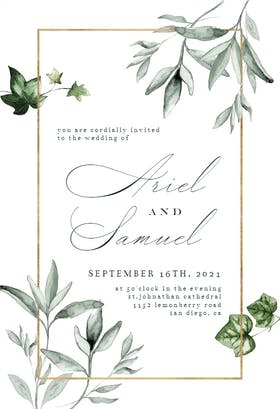 you are cordially invited
to the wedding of
Ariel
AND
Samuel
SEPTEMBER 16TH, 2021
at 5 o'clock in the evening
st.johnathan cathedral
1152 lemonberry road
san diego, ca